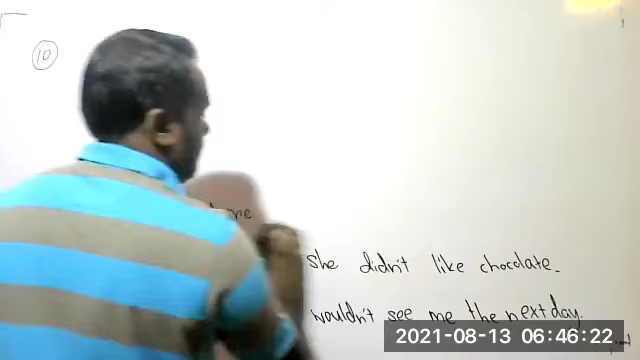 10
she didn't like chocolate.
wouldn't see me the next day.
2021-08-13 06:46:22